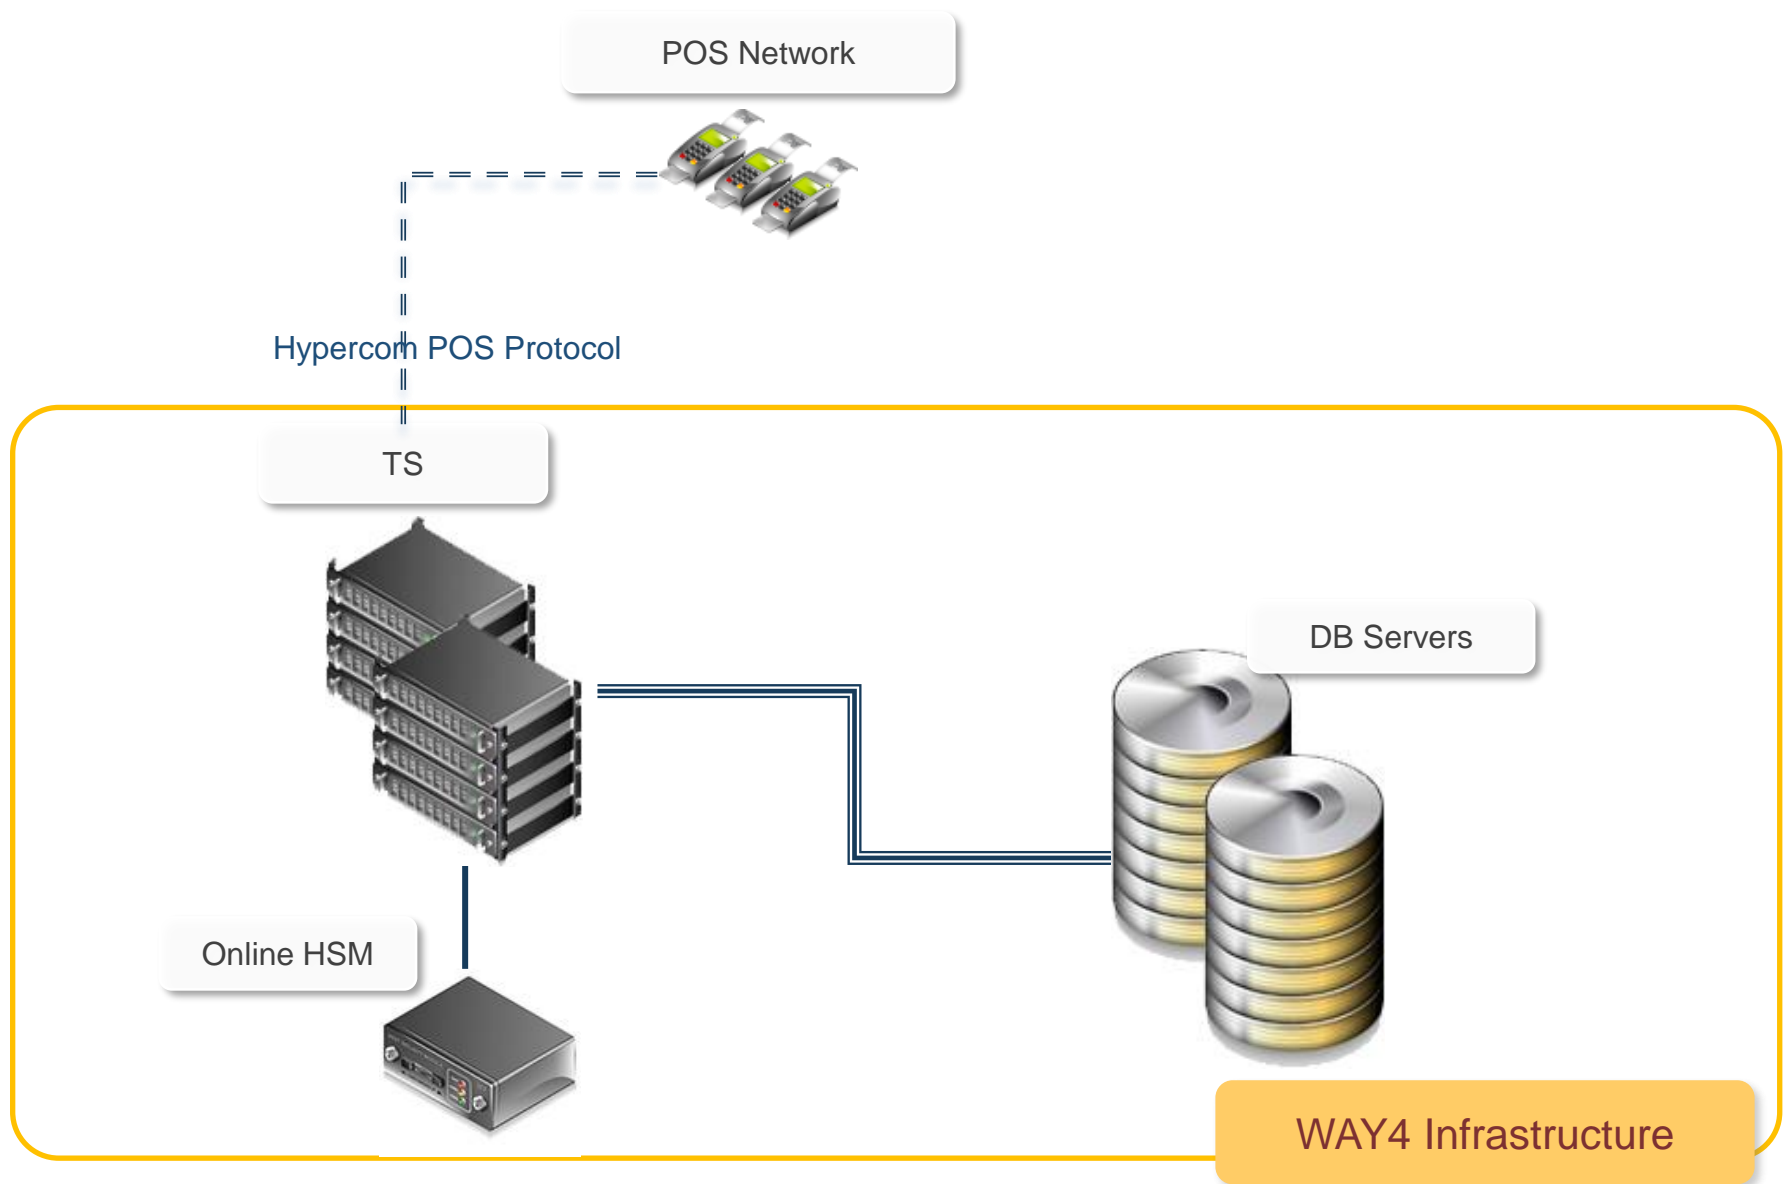 POS Network
Hypercom POS Protocol
TS
DB Servers
Online HSM
WAY4 Infrastructure